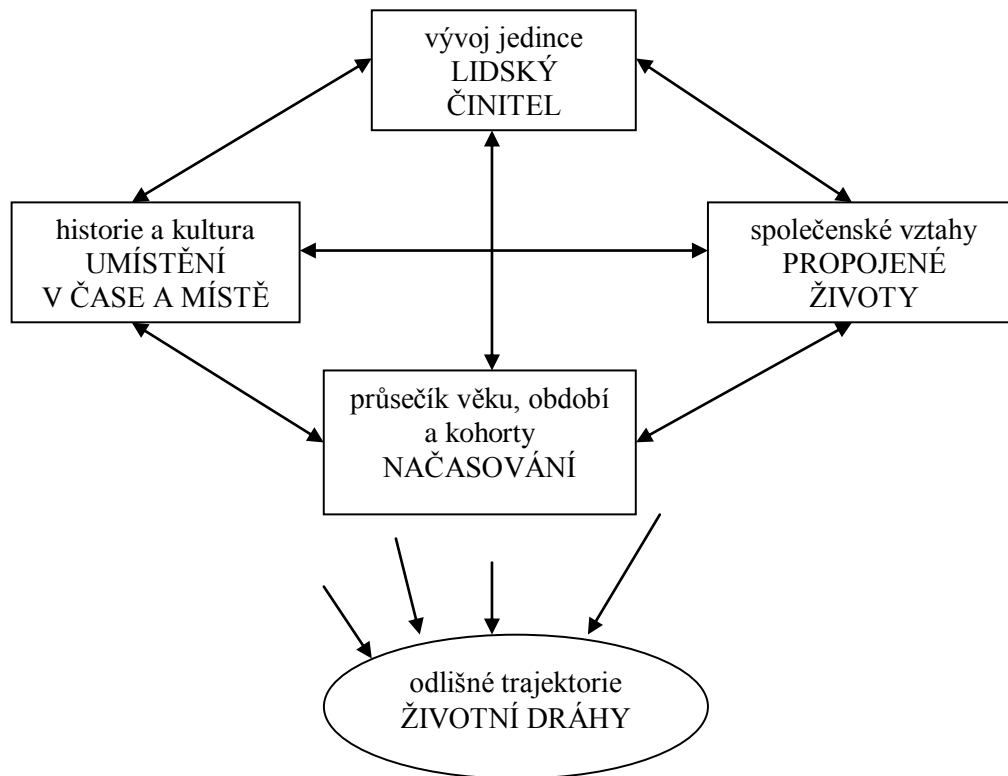 vývoj jedince
LIDSKÝ
ČINITEL
historie a kultura
UMÍSTĚNÍ
V ČASE A MÍSTĚ
společenské vztahy
PROPOJENÉ
ŽIVOTY
průsečík věku, období
a kohorty
NAČASOVÁNÍ
odlišné trajektorie
ŽIVOTNÍ DRÁHY